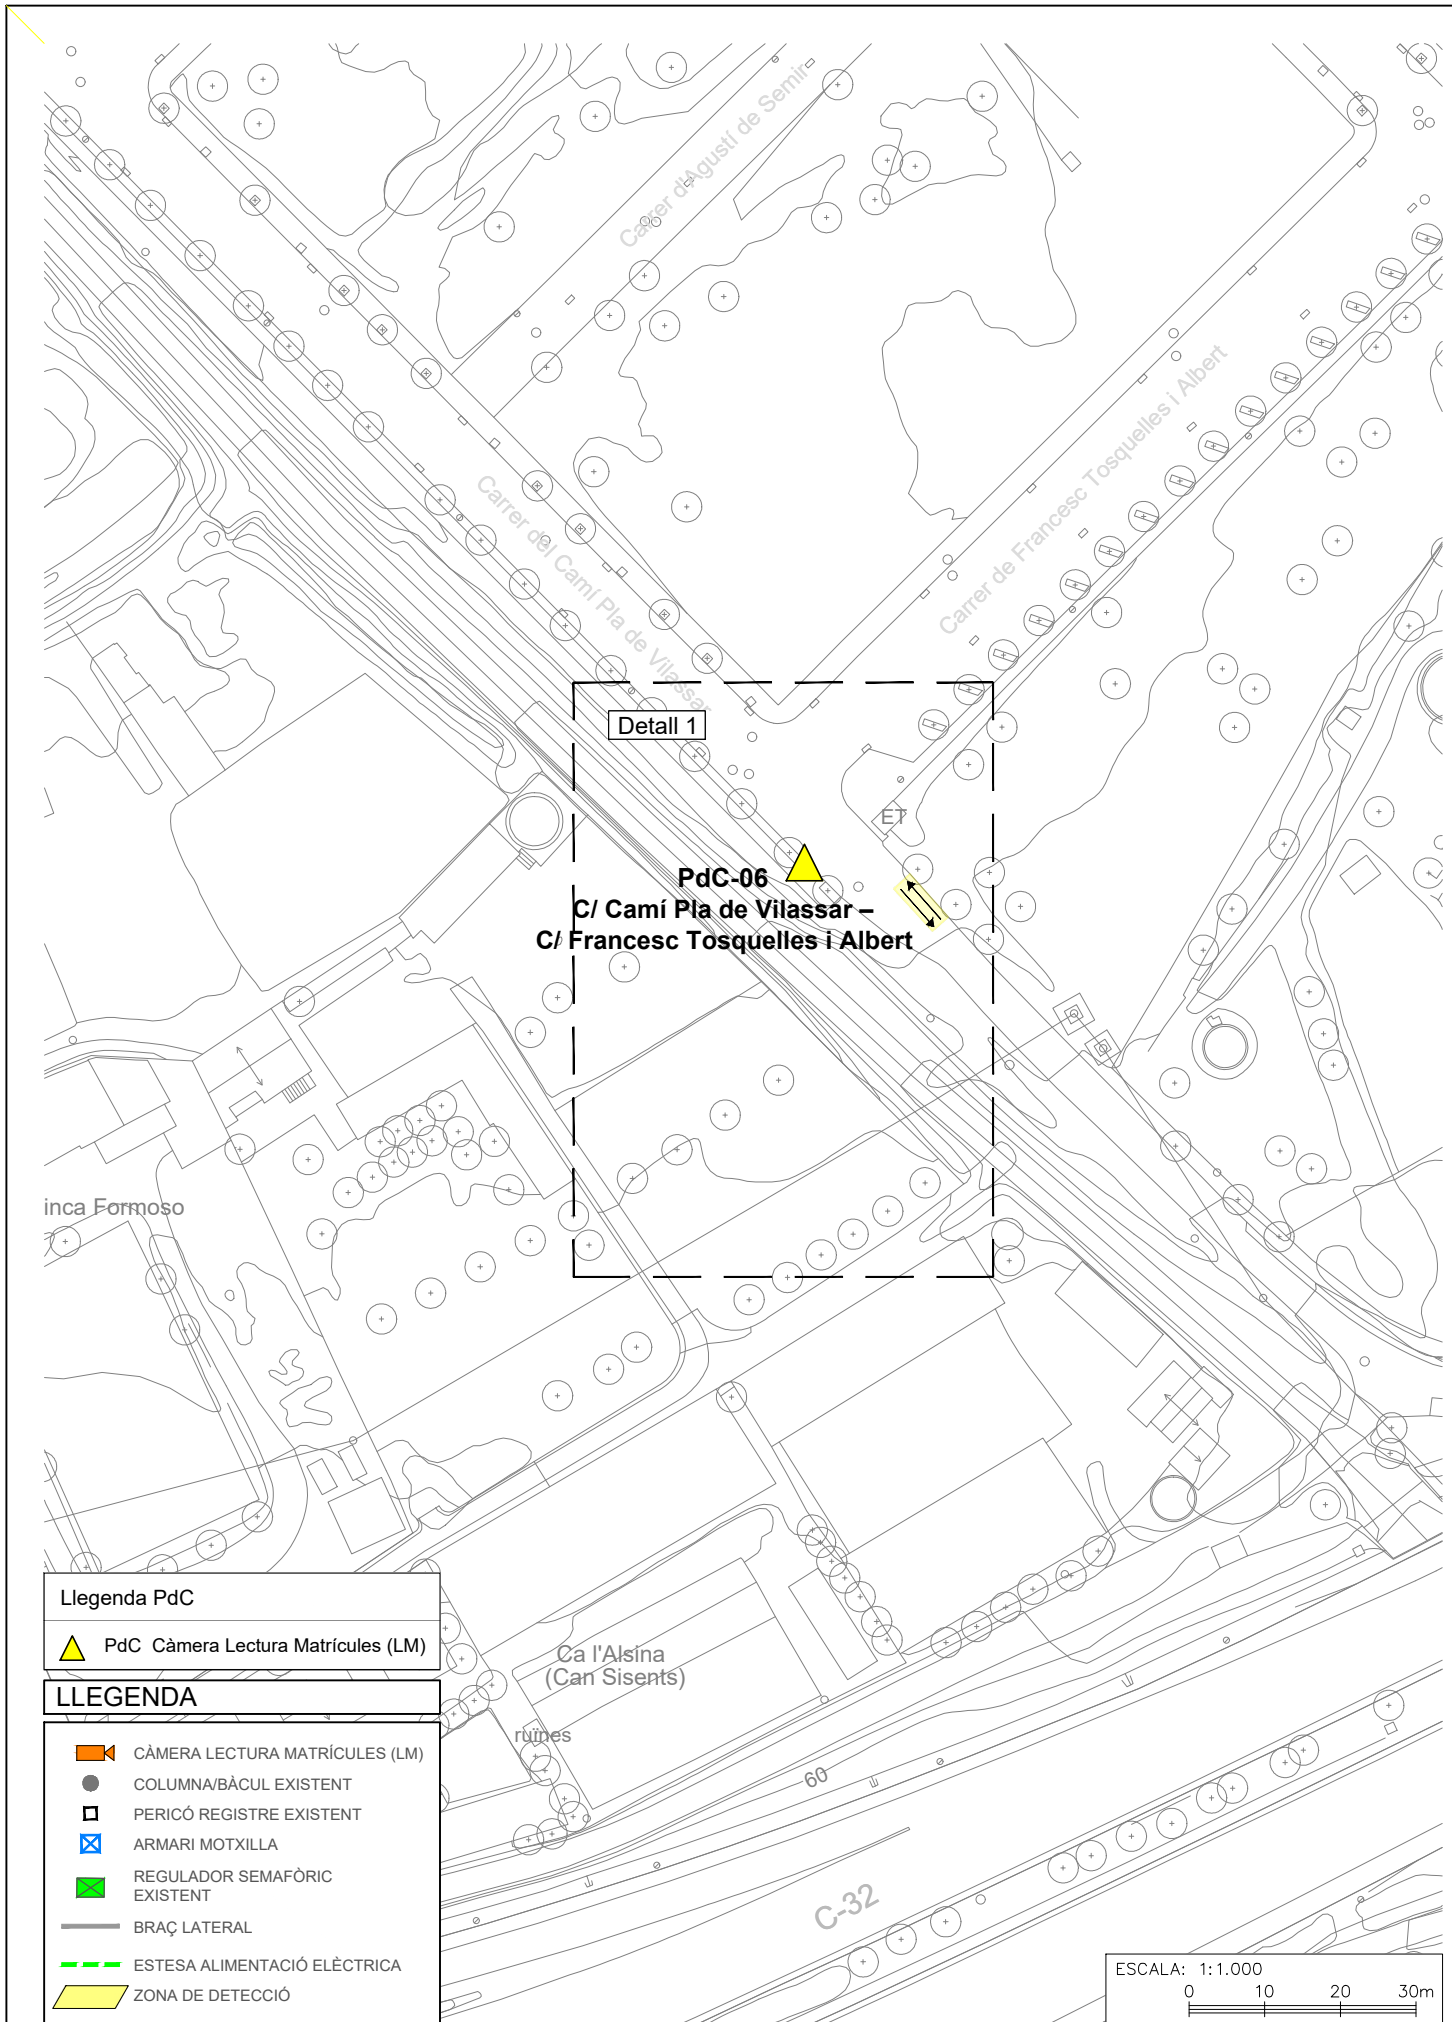 Carrer d'Agustí de Semir
Carrer del Camí Pla de Vilassar
Carrer de Francesc Tosquelles i Albert
Detall 1
ET
PdC-06
C/ Camí Pla de Vilassar –
C/ Francesc Tosquelles i Albert
inca Formoso
Ca l'Alsina
(Can Sisents)
ruïnes
60
C-32
Llegenda PdC
PdC Càmera Lectura Matrícules (LM)
LLEGENDA
CÀMERA LECTURA MATRÍCULES (LM)
COLUMNA/BÀCUL EXISTENT
PERICÓ REGISTRE EXISTENT
ARMARI MOTXILLA
REGULADOR SEMAFÒRIC
EXISTENT
BRAÇ LATERAL
ESTESA ALIMENTACIÓ ELÈCTRICA
ZONA DE DETECCIÓ
ESCALA: 1:1.000
0 10 20 30m